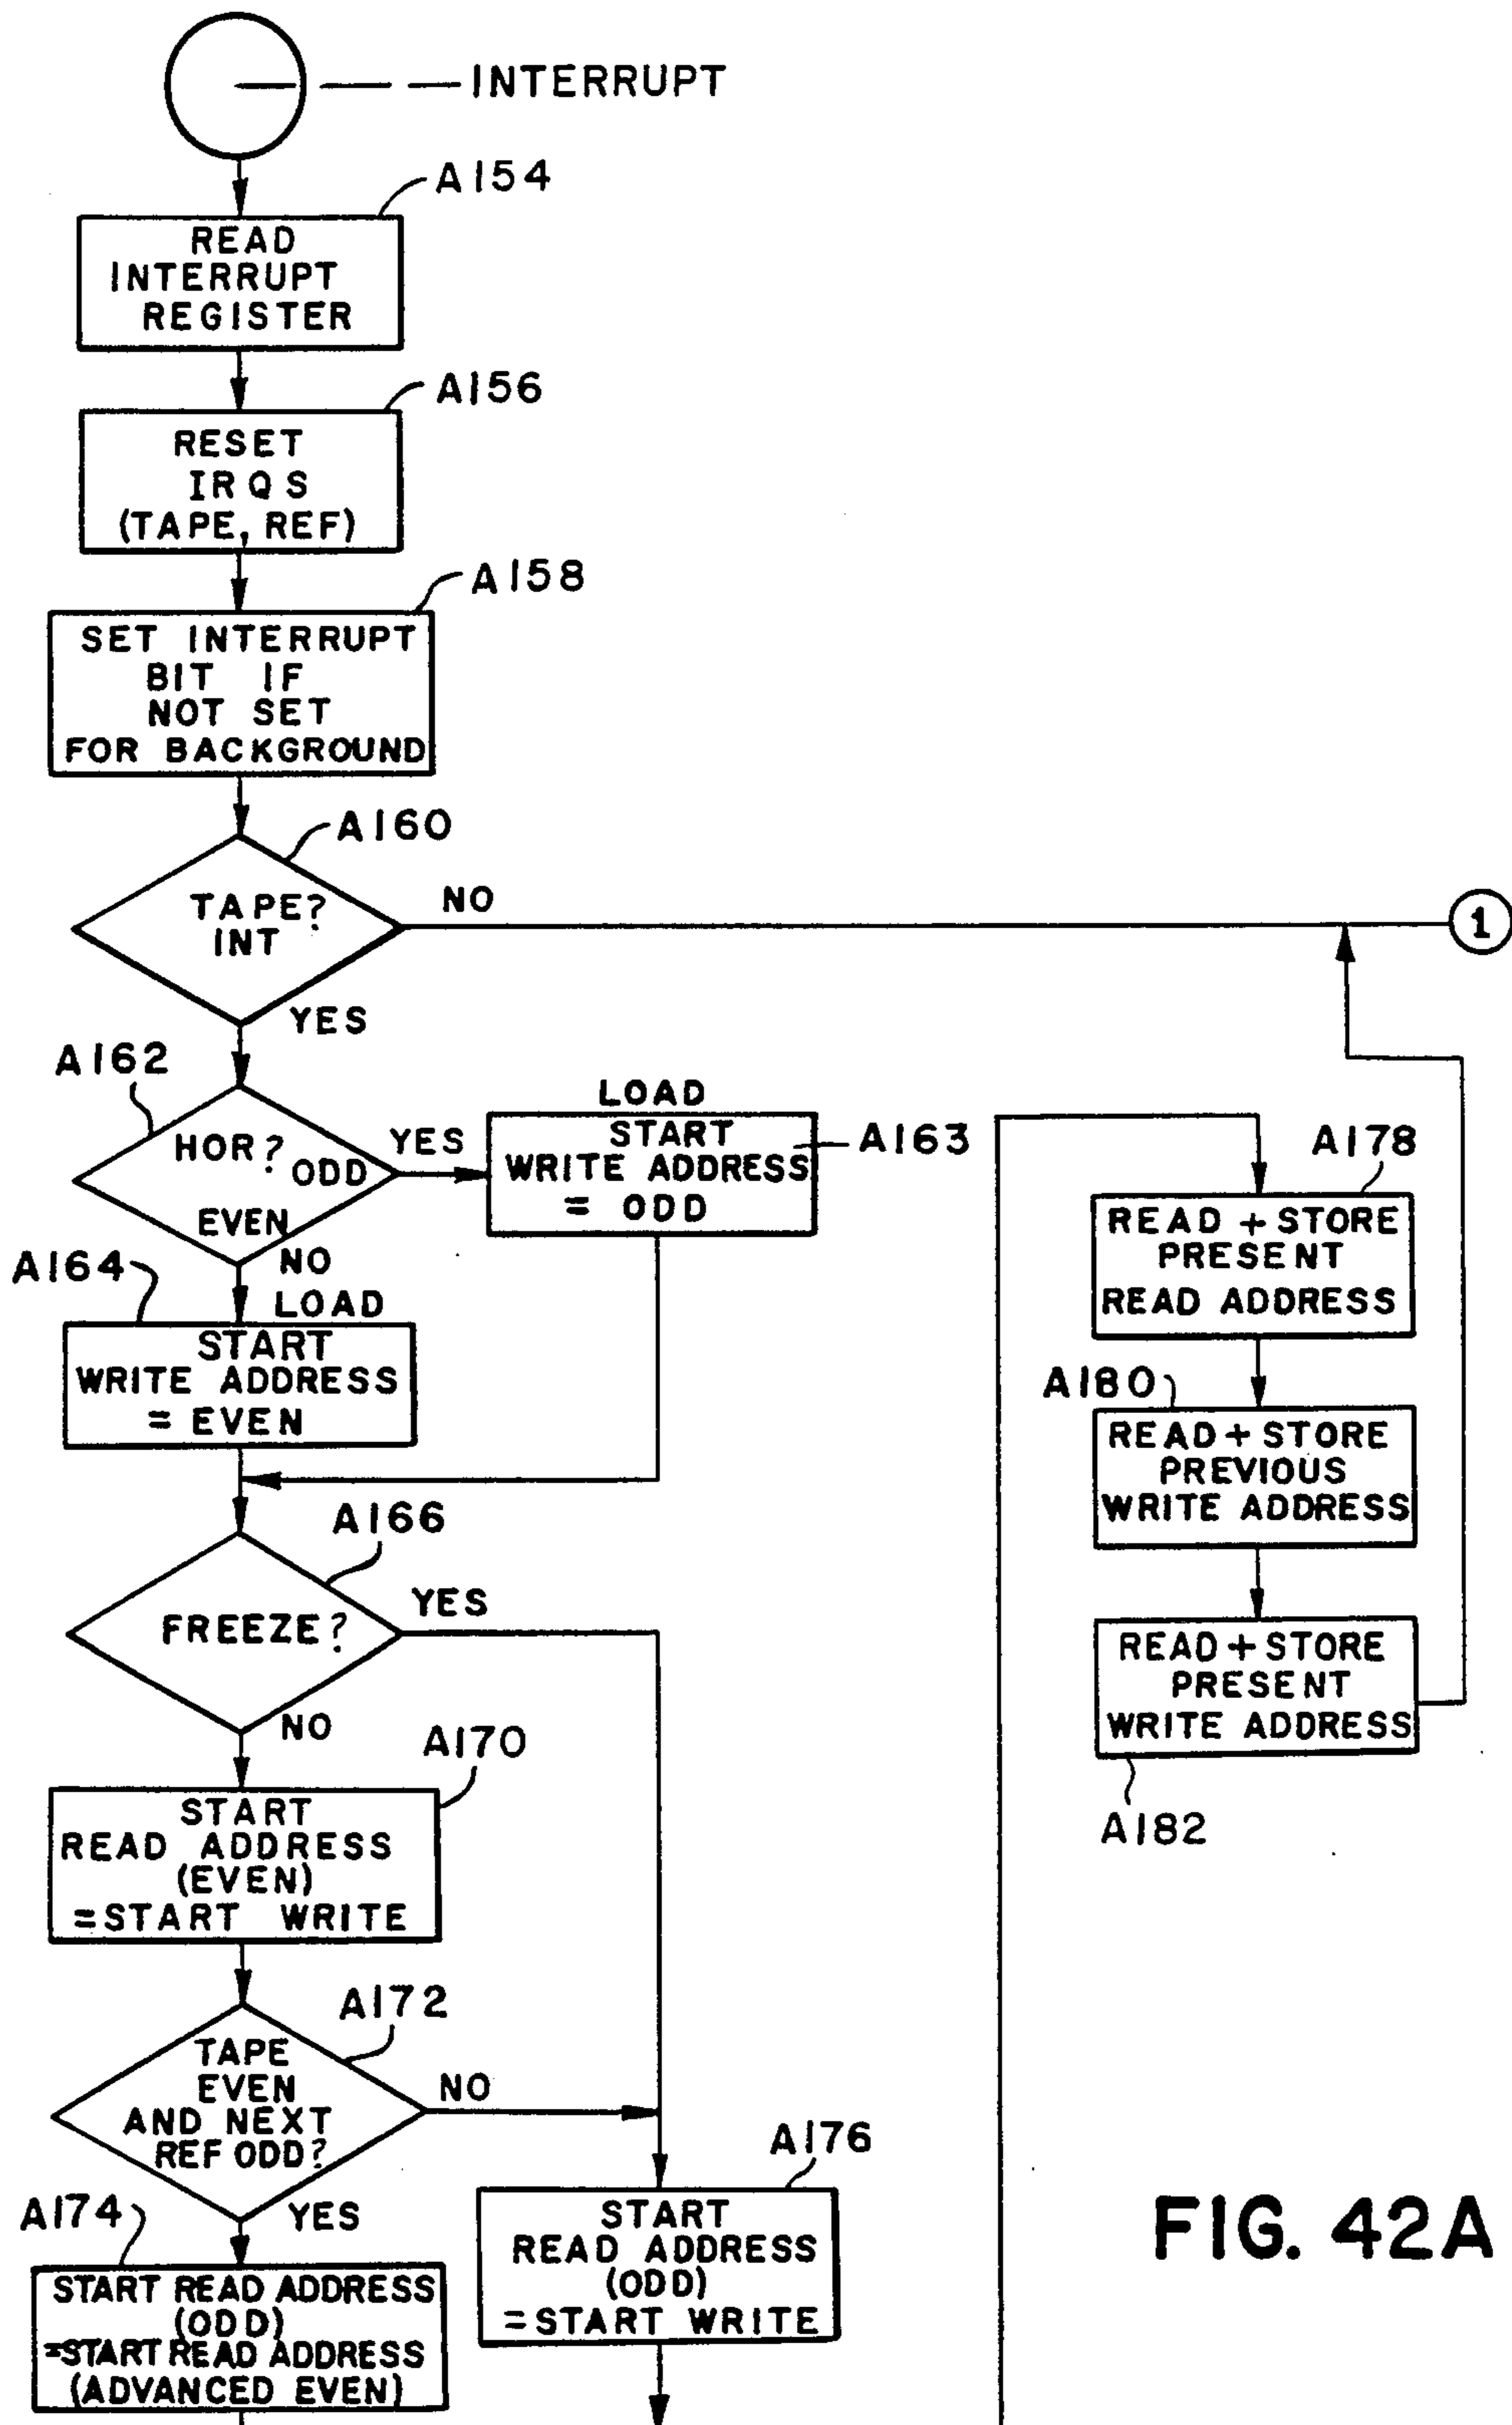 INTERRUPT
A154
READ
INTERRUPT
REGISTER
A156
RESET
IRQS
(TAPE, REF)
A158
SET INTERRUPT
BIT IF
NOT SET
FOR BACKGROUND
A160
TAPE?
INT
NO
1
YES
A162
HOR? ODD
EVEN
YES
LOAD
START
WRITE ADDRESS
= ODD
A163
NO
A164
LOAD
START
WRITE ADDRESS
= EVEN
A166
FREEZE?
YES
NO
A170
START
READ ADDRESS
(EVEN)
=START WRITE
A172
TAPE
EVEN
AND NEXT
REF ODD?
NO
YES
A174
START READ ADDRESS
(ODD)
=START READ ADDRESS
(ADVANCED EVEN)
A176
START
READ ADDRESS
(ODD)
=START WRITE
A178
READ + STORE
PRESENT
READ ADDRESS
A180
READ + STORE
PREVIOUS
WRITE ADDRESS
READ + STORE
PRESENT
WRITE ADDRESS
A182
FIG. 42A